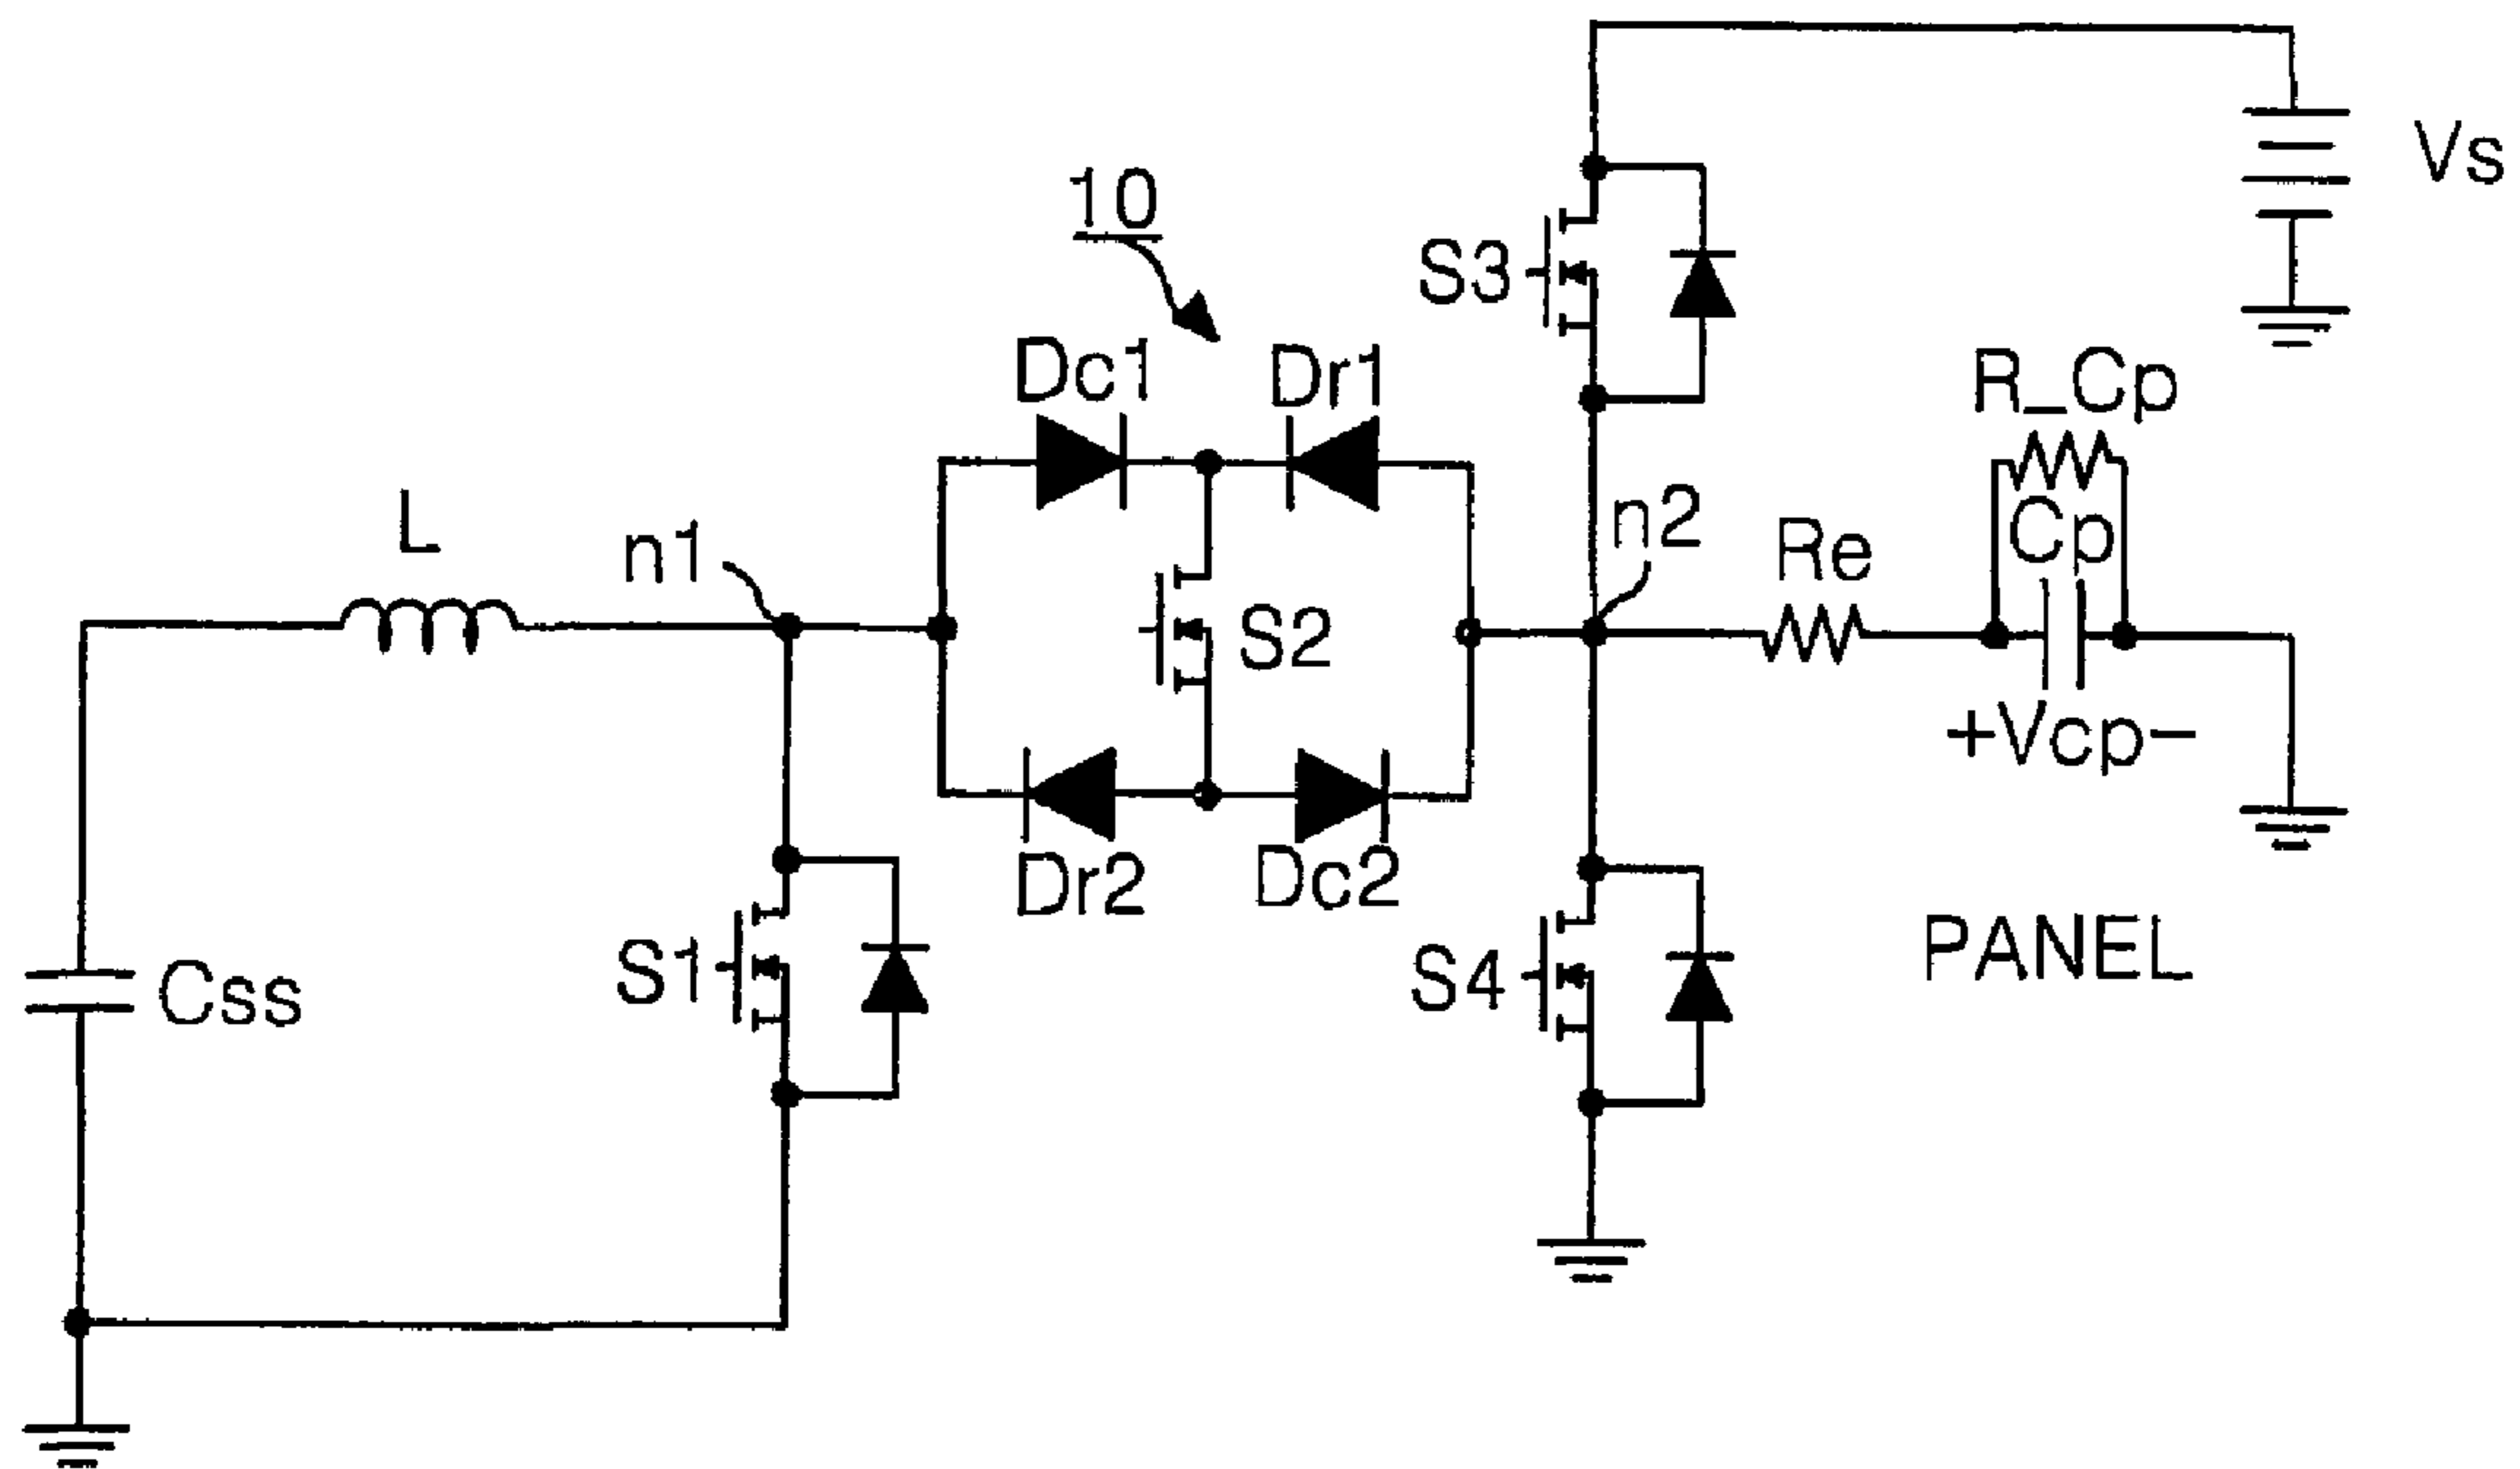 Vs
10
S3
Dc1
Dr1
R_Cp
L
n1
n2
Re
Cp
S2
+Vcp-
Dr2
Dc2
Css
S1
S4
PANEL